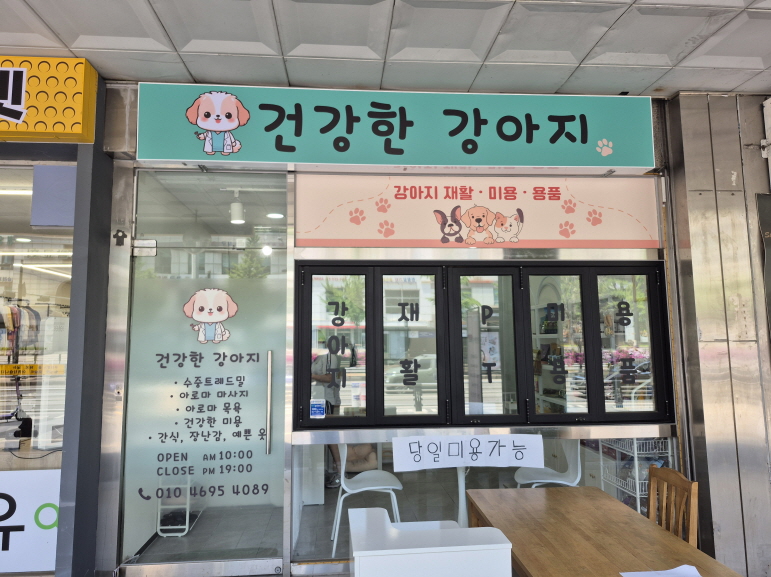 건강한 강아지
강아지 재활 · 미용 · 용품
건강한 강아지
• 수중트레드밀
• 아로마 마사지
• 아로마 목욕
• 건강한 미용
• 간식, 장난감, 예쁜 옷
OPEN AM 10:00
CLOSE PM 19:00
010 4695 4089
강아지
재활
PT
미용
용품
당일미용가능
우